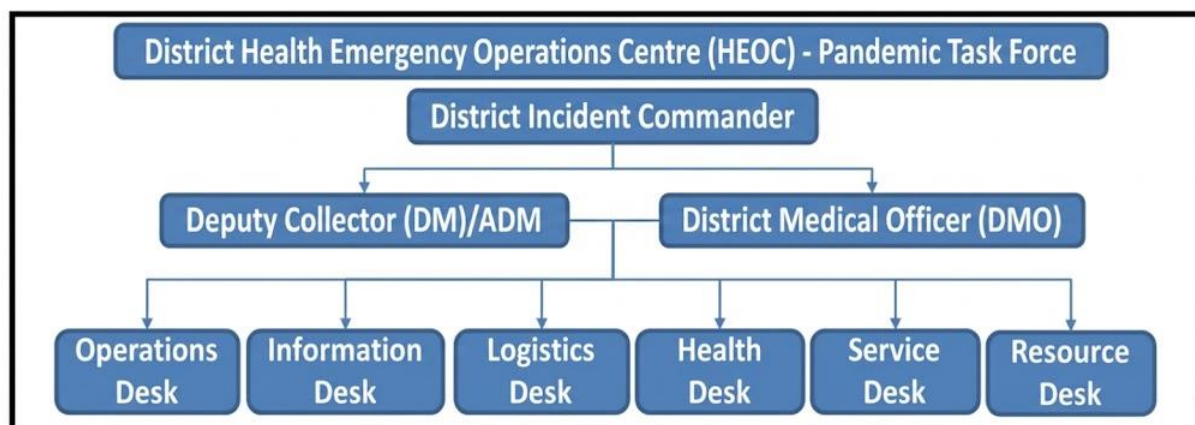 District Health Emergency Operations Centre (HEOC) - Pandemic Task Force
District Incident Commander
Deputy Collector (DM)/ADM
District Medical Officer (DMO)
Operations
Desk
Information
Desk
Logistics
Desk
Health
Desk
Service
Desk
Resource
Desk